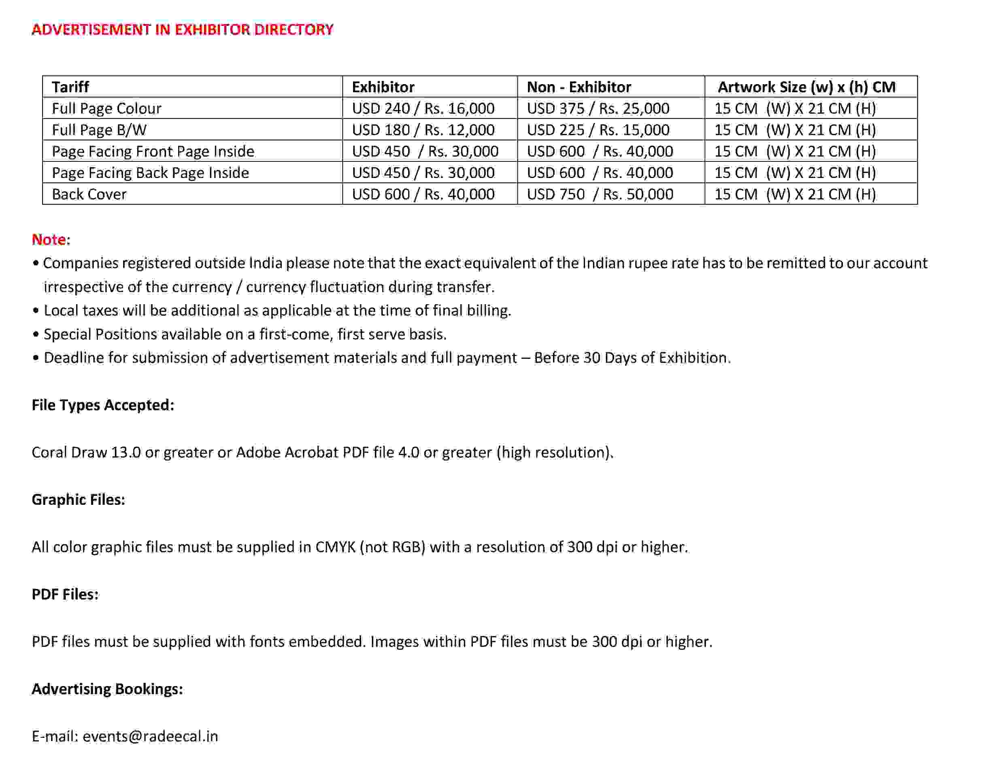 ADVERTISEMENT IN EXHIBITOR DIRECTORY
Tariff Exhibitor Non - Exhibitor Artwork Size (w) x (h) CM
Full Page Colour USD 240 / Rs. 16,000 USD 375 / Rs. 25,000 15 CM (W) X 21 CM (H)
Full Page B/W USD 180 / Rs. 12,000 USD 225 / Rs. 15,000 15 CM (W) X 21 CM (H)
Page Facing Front Page Inside USD 450 / Rs. 30,000 USD 600 / Rs. 40,000 15 CM (W) X 21 CM (H)
Page Facing Back Page Inside USD 450 / Rs. 30,000 USD 600 / Rs. 40,000 15 CM (W) X 21 CM (H)
Back Cover USD 600 / Rs. 40,000 USD 750 / Rs. 50,000 15 CM (W) X 21 CM (H)
Note:
• Companies registered outside India please note that the exact equivalent of the Indian rupee rate has to be remitted to our account
irrespective of the currency / currency fluctuation during transfer.
• Local taxes will be additional as applicable at the time of final billing.
• Special Positions available on a first-come, first serve basis.
• Deadline for submission of advertisement materials and full payment – Before 30 Days of Exhibition.
File Types Accepted:
Coral Draw 13.0 or greater or Adobe Acrobat PDF file 4.0 or greater (high resolution).
Graphic Files:
All color graphic files must be supplied in CMYK (not RGB) with a resolution of 300 dpi or higher.
PDF Files:
PDF files must be supplied with fonts embedded. Images within PDF files must be 300 dpi or higher.
Advertising Bookings:
E-mail: events@radeecal.in